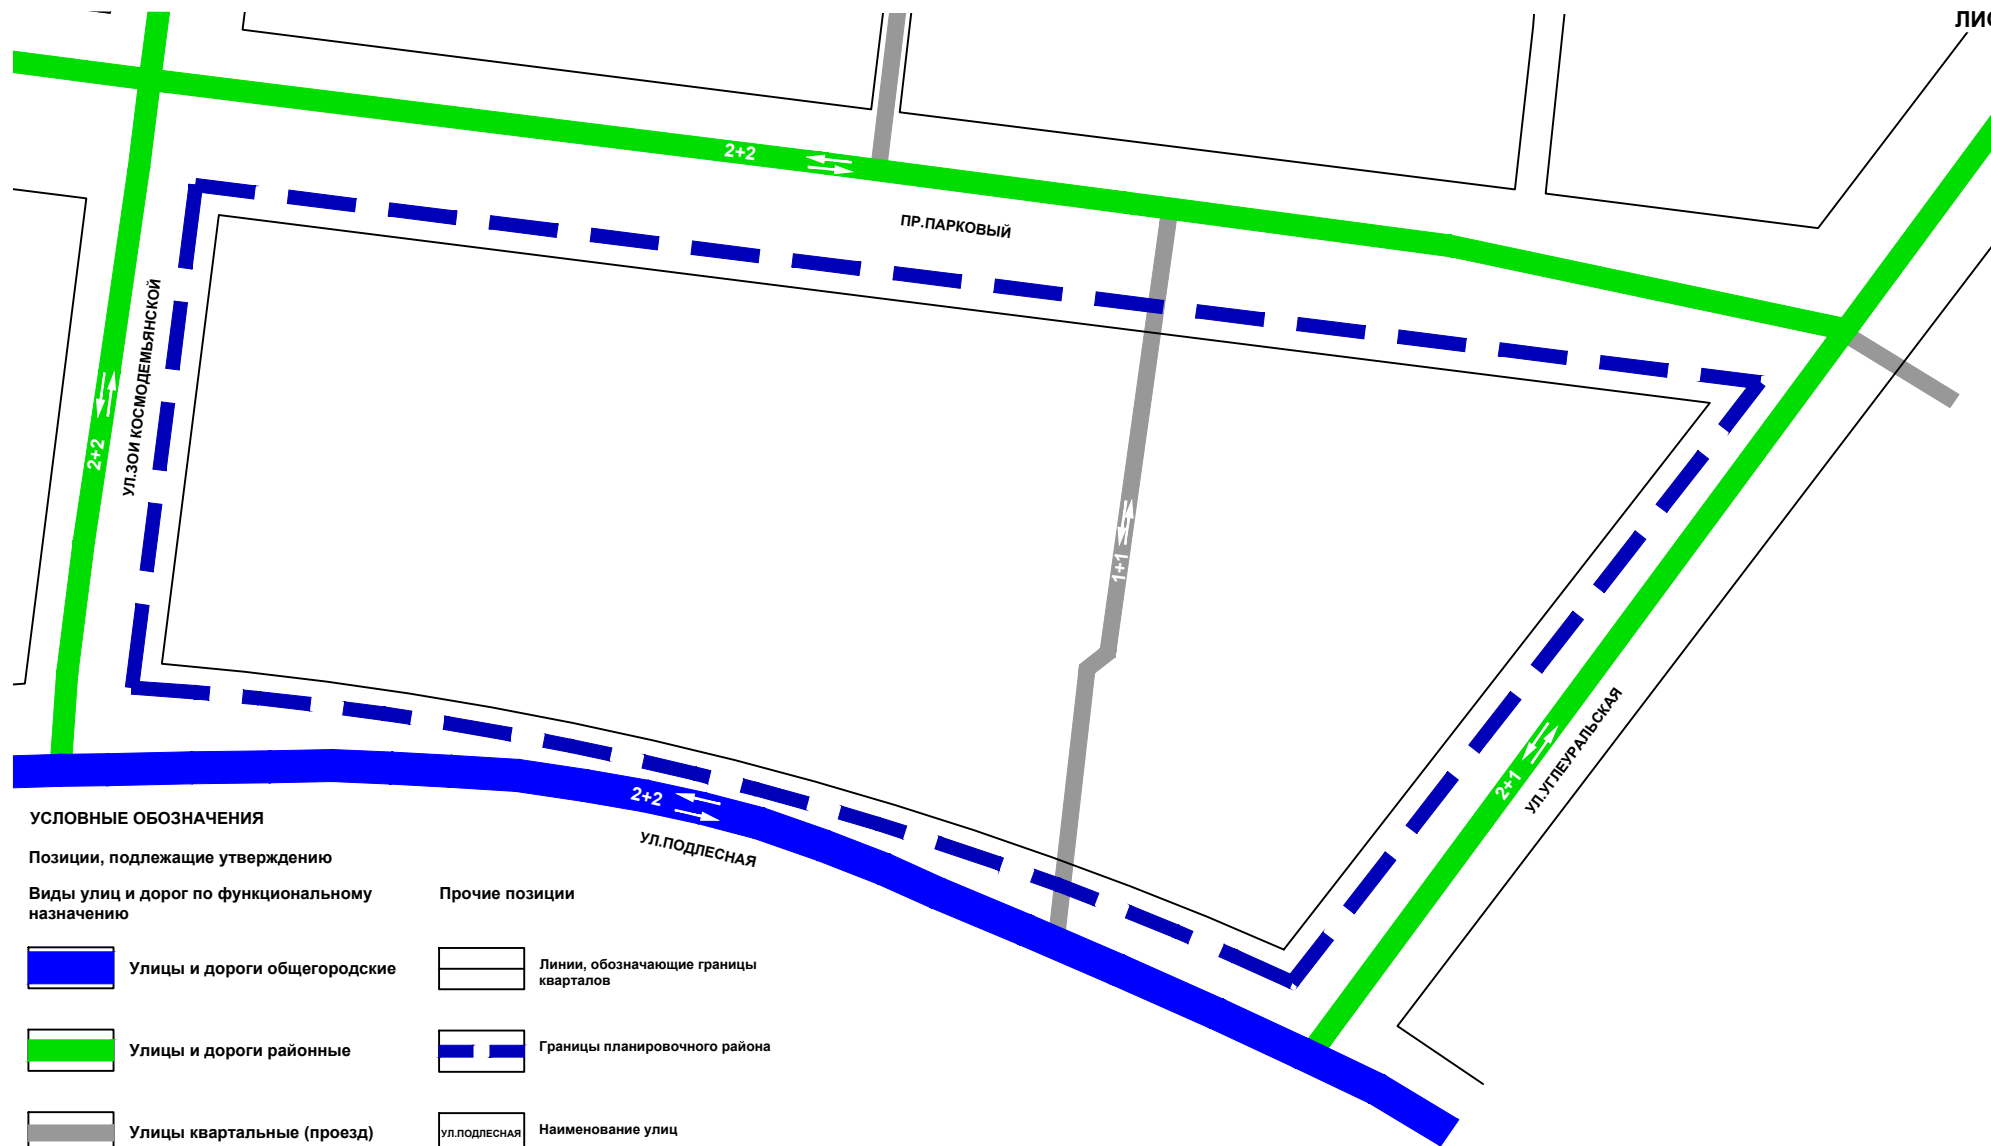 ЛИС
2+2
ПР.ПАРКОВЫЙ
УЛ.ЗОИ КОСМОДЕМЬЯНСКОЙ
2+2
1+1
2+1
УЛ.УГЛЕУРАЛЬСКАЯ
2+2
УЛ.ПОДЛЕСНАЯ
УСЛОВНЫЕ ОБОЗНАЧЕНИЯ
Позиции, подлежащие утверждению
Виды улиц и дорог по функциональному
назначению
Улицы и дороги общегородские
Улицы и дороги районные
Улицы квартальные (проезд)
Прочие позиции
Линии, обозначающие границы
кварталов
Границы планировочного района
УЛ.ПОДЛЕСНАЯ
Наименование улиц